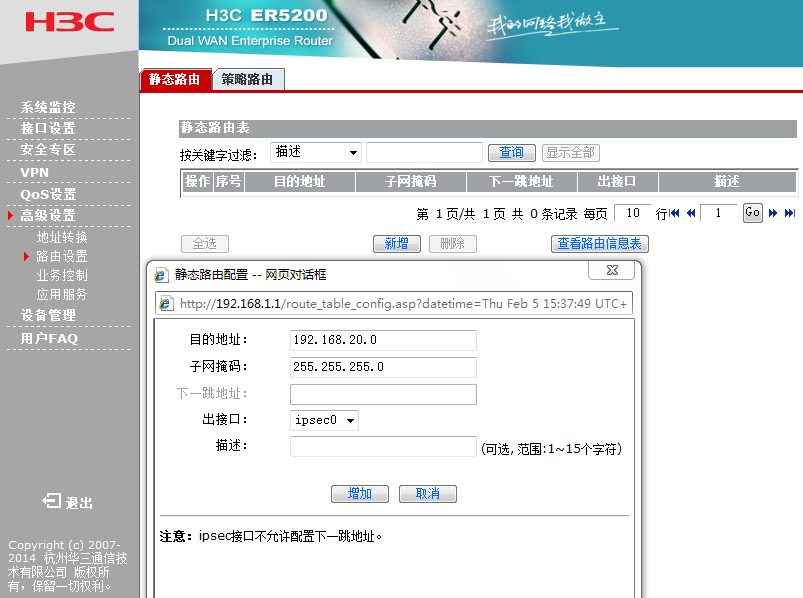 H3C
H3C ER5200
Dual WAN Enterprise Router
我的网络我做主
静态路由 策略路由
系统监控
接口设置
安全专区
VPN
QoS设置
高级设置
地址转换
路由设置
业务控制
应用服务
设备管理
用户FAQ
退出
Copyright (c) 2007-
2014 杭州华三通信技
术有限公司 版权所
有，保留一切权利。
静态路由表
按关键字过滤： 描述 查询 显示全部
操作 序号 目的地址 子网掩码 下一跳地址 出接口 描述
第 1 页/共 1 页 共 0 条记录 每页 10 行 1 Go
全选 新增 删除 查看路由信息表
静态路由配置 -- 网页对话框
http://192.168.1.1/route_table_config.asp?datetime=Thu Feb 5 15:37:49 UTC+
目的地址： 192.168.20.0
子网掩码： 255.255.255.0
下一跳地址：
出接口： ipsec0
描述： (可选,范围:1~15个字符)
增加 取消
注意：ipsec接口不允许配置下一跳地址。